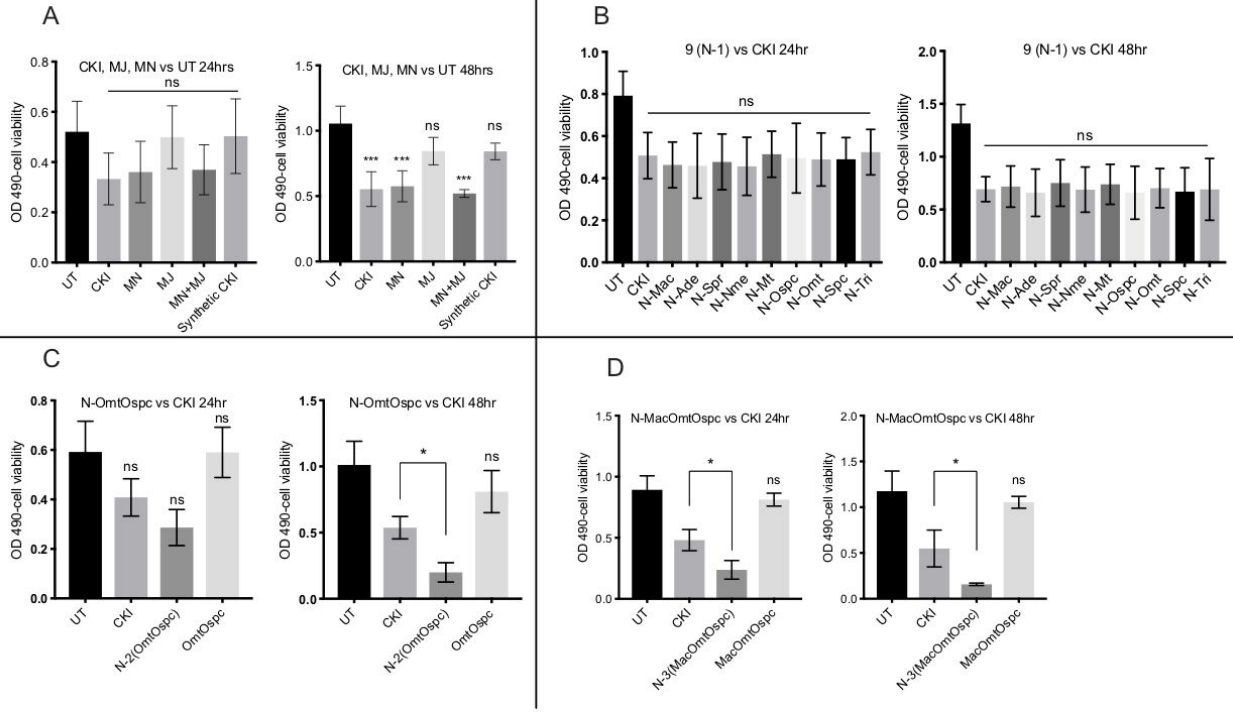 A
CKI, MJ, MN vs UT 24hrs
ns
OD 490-cell viability
0.8
0.6
0.4
0.2
0.0
UT
CKI
MN
MJ
MN+MJ
Synthetic CKI
CKI, MJ, MN vs UT 48hrs
OD 490-cell viability
1.5
1.0
0.5
0.0
***
***
ns
***
ns
UT
CKI
MN
MJ
MN+MJ
Synthetic CKI
B
9 (N-1) vs CKI 24hr
ns
OD 490-cell viability
1.0
0.8
0.6
0.4
0.2
0.0
UT
CKI
N-Mac
N-Ade
N-Spr
N-Nme
N-Mt
N-Ospc
N-Omt
N-Spc
N-Tri
9 (N-1) vs CKI 48hr
ns
OD 490-cell viability
2.0
1.5
1.0
0.5
0.0
UT
CKI
N-Mac
N-Ade
N-Spr
N-Nme
N-Mt
N-Ospc
N-Omt
N-Spc
N-Tri
C
N-OmtOspc vs CKI 24hr
OD 490-cell viability
0.8
0.6
0.4
0.2
0.0
ns
ns
ns
UT
CKI
N-2(OmtOspc)
OmtOspc
N-OmtOspc vs CKI 48hr
OD 490-cell viability
1.5
1.0
0.5
0.0
*
ns
UT
CKI
N-2(OmtOspc)
OmtOspc
D
N-MacOmtOspc vs CKI 24hr
OD 490-cell viability
1.5
1.0
0.5
0.0
*
ns
UT
CKI
N-3(MacOmtOspc)
MacOmtOspc
N-MacOmtOspc vs CKI 48hr
OD 490-cell viability
2.0
1.5
1.0
0.5
0.0
*
ns
UT
CKI
N-3(MacOmtOspc)
MacOmtOspc